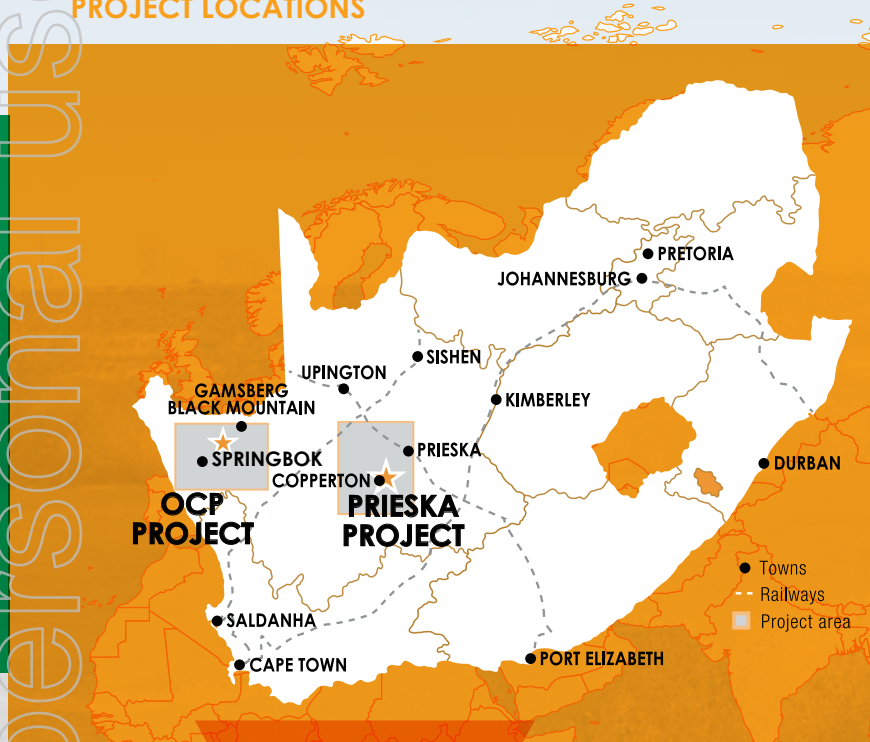 PROJECT LOCATIONS
ersonal us
PRETORIA
JOHANNESBURG
SISHEN
UPINGTON
GAMSBERG
BLACK MOUNTAIN
KIMBERLEY
PRIESKA
SPRINGBOK
COPPERTON
DURBAN
OCP
PROJECT
PRIESKA
PROJECT
Towns
Railways
Project area
SALDANHA
CAPE TOWN
PORT ELIZABETH